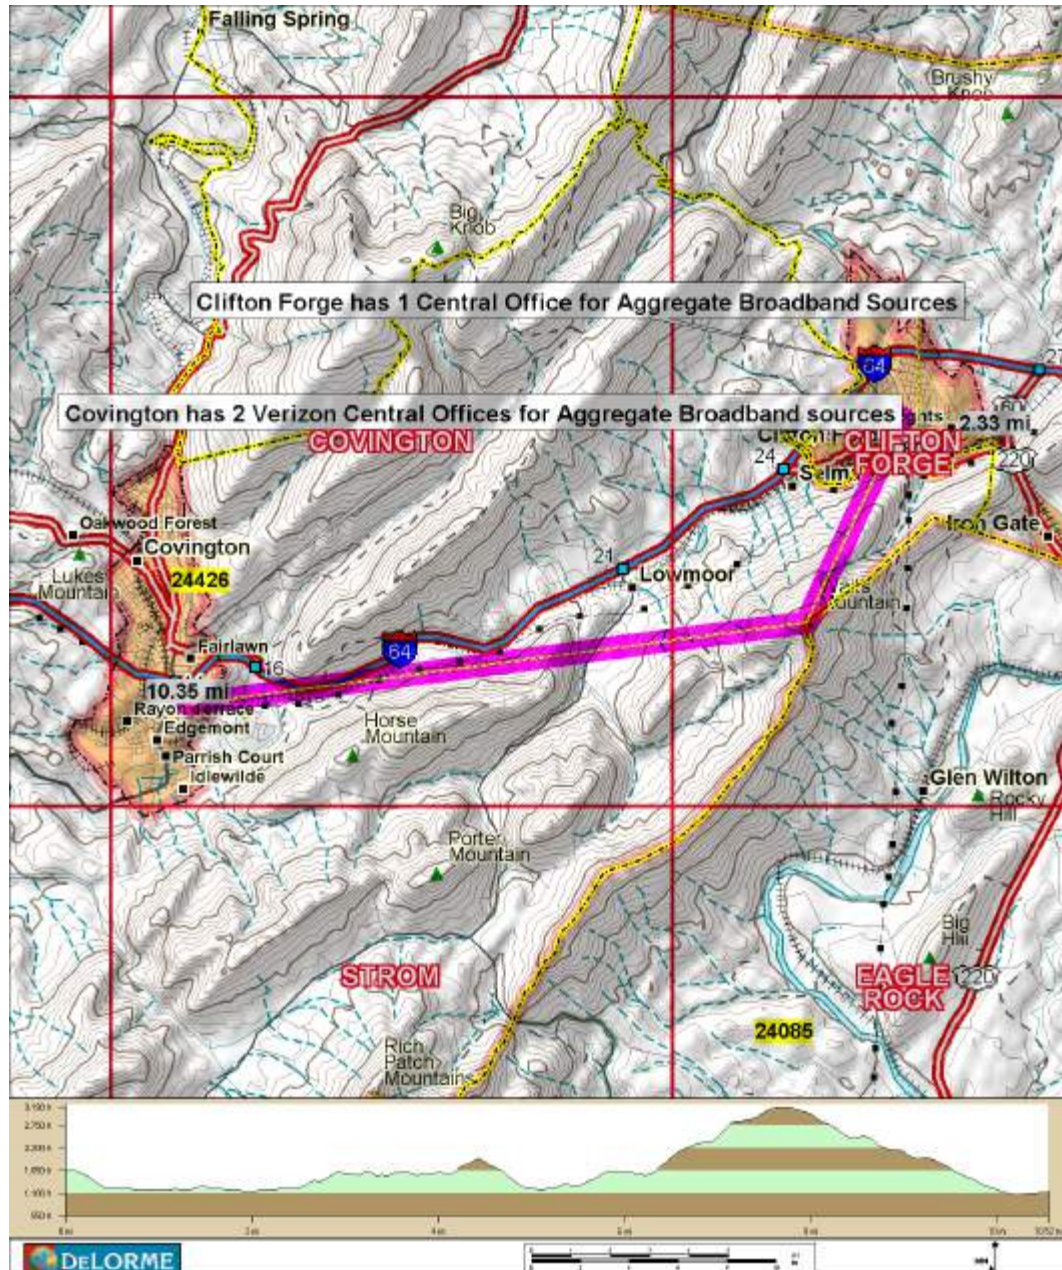 Falling Spring
Brushy
Knob
Big
Knob
Clifton Forge has 1 Central Office for Aggregate Broadband Sources
64
Covington has 2 Verizon Central Offices for Aggregate Broadband sources
2.33 mi
COVINGTON
CLIFTON
FORGE
24
Selm
220
Oakwood Forest
Iron Gate
Covington
21
Lowmoor
Lukes
Mountain
24426
Fairlawn
64
16
10.35 mi
Rayon Terrace
Edgemont
Horse
Mountain
Parrish Court
Idlewilde
Glen Wilton
Rocky
Hill
Porter
Mountain
Big
Hill
STROM
EAGLE
ROCK
220
24085
Rich
Patch
Mountains
DELORME